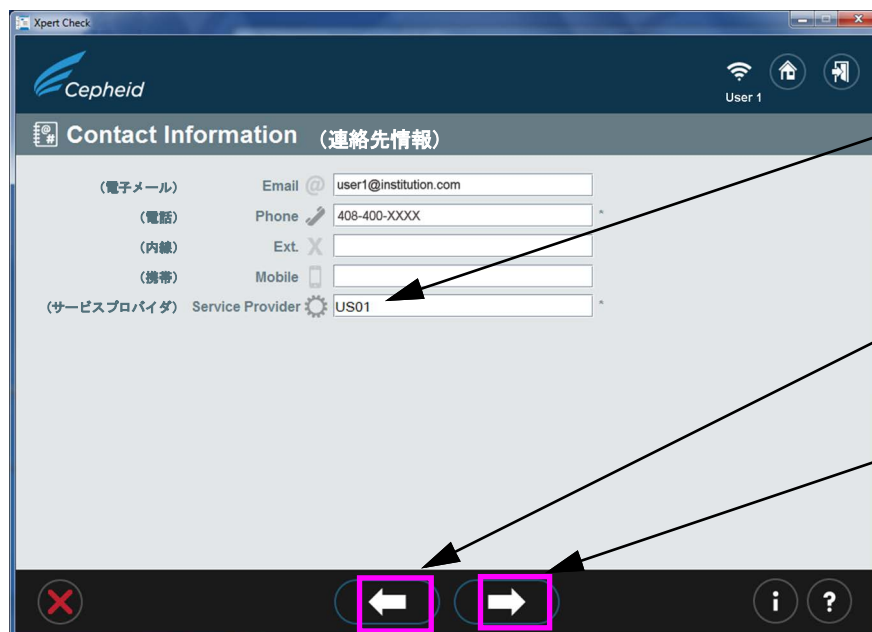 Xpert Check
Cepheid
User 1
Contact Information (連絡先情報)
(電子メール) Email @ user1@institution.com
(電話) Phone 408-400-XXXX *
(内線) Ext. X
(携帯) Mobile
(サービスプロバイダ) Service Provider US01 *
i ?